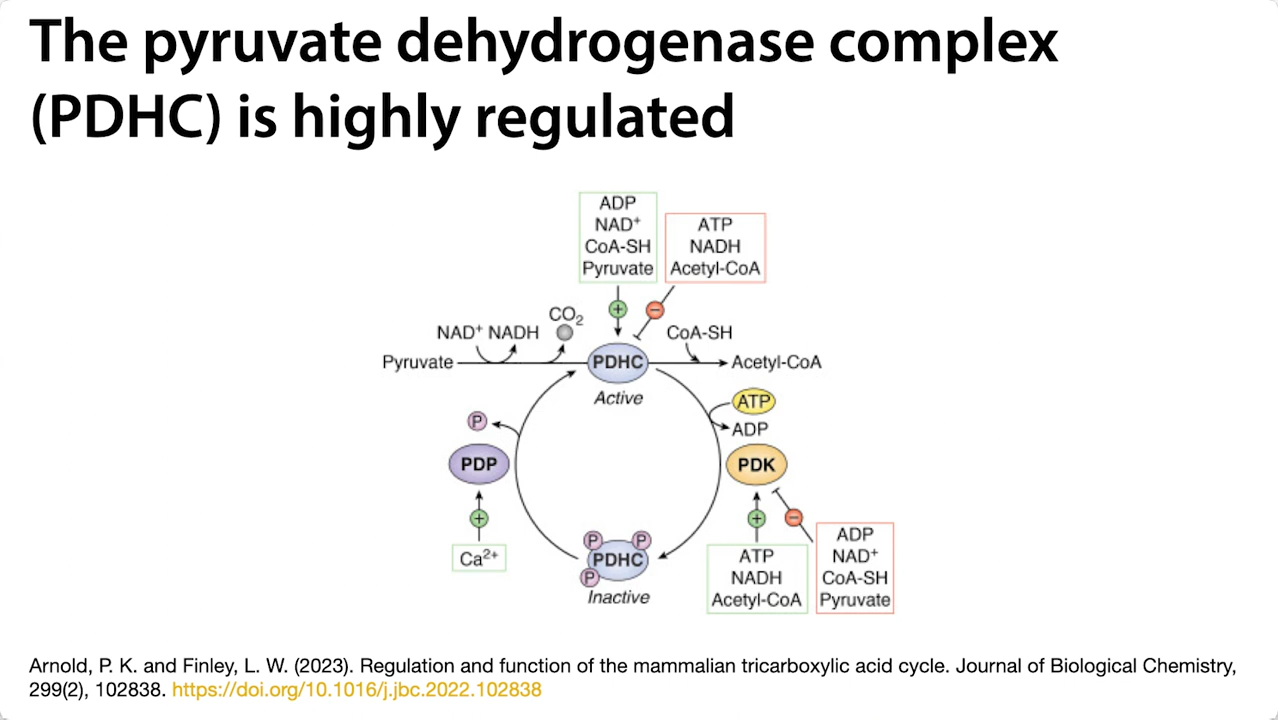 The pyruvate dehydrogenase complex
(PDHC) is highly regulated
ADP
NAD⁺
CoA-SH
Pyruvate
ATP
NADH
Acetyl-CoA
+
−
CO₂
NAD⁺ NADH
CoA-SH
Pyruvate
PDHC
Acetyl-CoA
Active
ATP
ADP
P
PDP
PDK
+
+
−
Ca²⁺
P
P
PDHC
P
Inactive
ATP
NADH
Acetyl-CoA
ADP
NAD⁺
CoA-SH
Pyruvate
Arnold, P. K. and Finley, L. W. (2023). Regulation and function of the mammalian tricarboxylic acid cycle. Journal of Biological Chemistry,
299(2), 102838. https://doi.org/10.1016/j.jbc.2022.102838